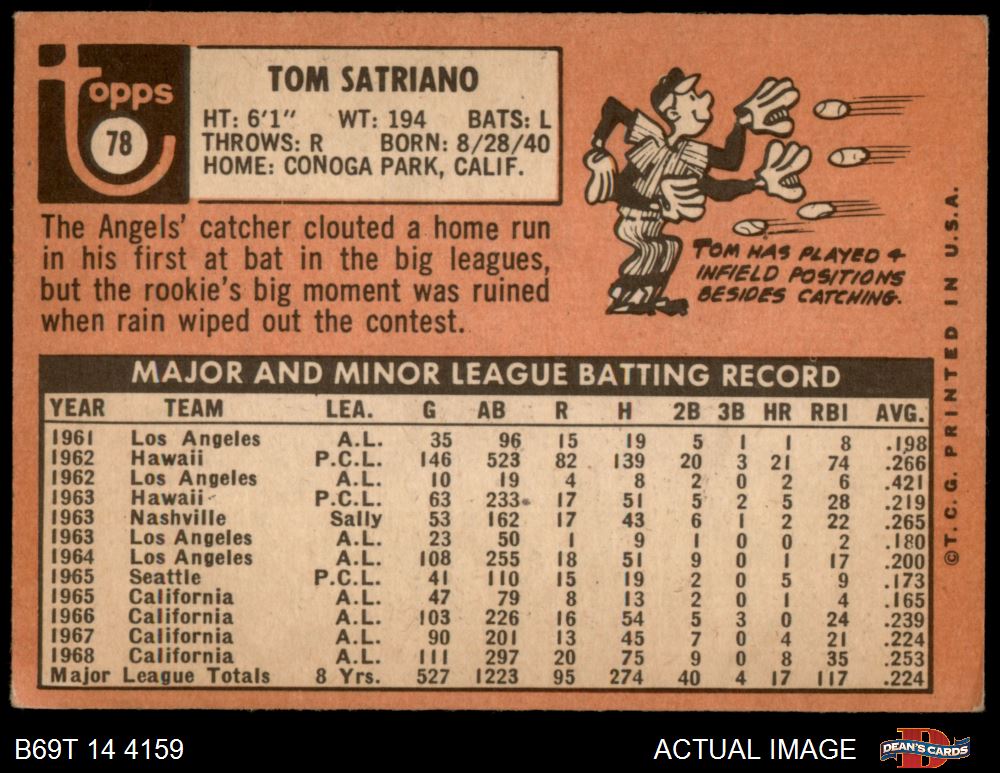 Topps
78
TOM SATRIANO
HT: 6'1" WT: 194 BATS: L
THROWS: R BORN: 8/28/40
HOME: CONOGA PARK, CALIF.
The Angels' catcher clouted a home run
in his first at bat in the big leagues,
but the rookie's big moment was ruined
when rain wiped out the contest.
TOM HAS PLAYED 4
INFIELD POSITIONS
BESIDES CATCHING.
MAJOR AND MINOR LEAGUE BATTING RECORD
YEAR TEAM LEA. G AB R H 2B 3B HR RBI AVG.
1961 Los Angeles A.L. 35 96 15 19 5 1 1 8 .198
1962 Hawaii P.C.L. 146 523 82 139 20 3 21 74 .266
1962 Los Angeles A.L. 10 19 4 8 2 0 2 6 .421
1963 Hawaii P.C.L. 63 233 17 51 5 2 5 28 .219
1963 Nashville Sally 53 162 17 43 6 1 2 22 .265
1963 Los Angeles A.L. 23 50 1 9 1 0 0 2 .180
1964 Los Angeles A.L. 108 255 18 51 9 0 1 17 .200
1965 Seattle P.C.L. 41 110 15 19 2 0 5 9 .173
1965 California A.L. 47 79 8 13 2 0 1 4 .165
1966 California A.L. 103 226 16 54 5 3 0 24 .239
1967 California A.L. 90 201 13 45 7 0 4 21 .224
1968 California A.L. 111 297 20 75 9 0 8 35 .253
Major League Totals 8 Yrs. 527 1223 95 274 40 4 17 117 .224
©T.C.G. PRINTED IN U.S.A.
B69T 14 4159
ACTUAL IMAGE
DEAN'S CARDS